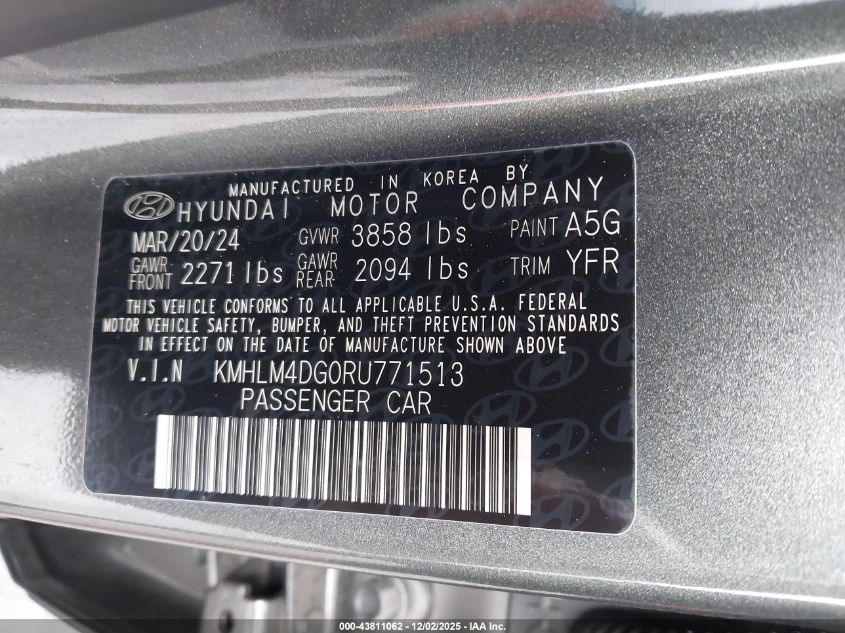 MANUFACTURED IN KOREA BY
HYUNDAI MOTOR COMPANY
MAR/20/24 GVWR 3858 lbs PAINT A5G
GAWR FRONT 2271 lbs GAWR REAR 2094 lbs TRIM YFR
THIS VEHICLE CONFORMS TO ALL APPLICABLE U.S.A. FEDERAL
MOTOR VEHICLE SAFETY, BUMPER, AND THEFT PREVENTION STANDARDS
IN EFFECT ON THE DATE OF MANUFACTURE SHOWN ABOVE
V.I.N KMHLM4DG0RU771513
PASSENGER CAR
000-43811062 - 12/02/2025 - IAA Inc.